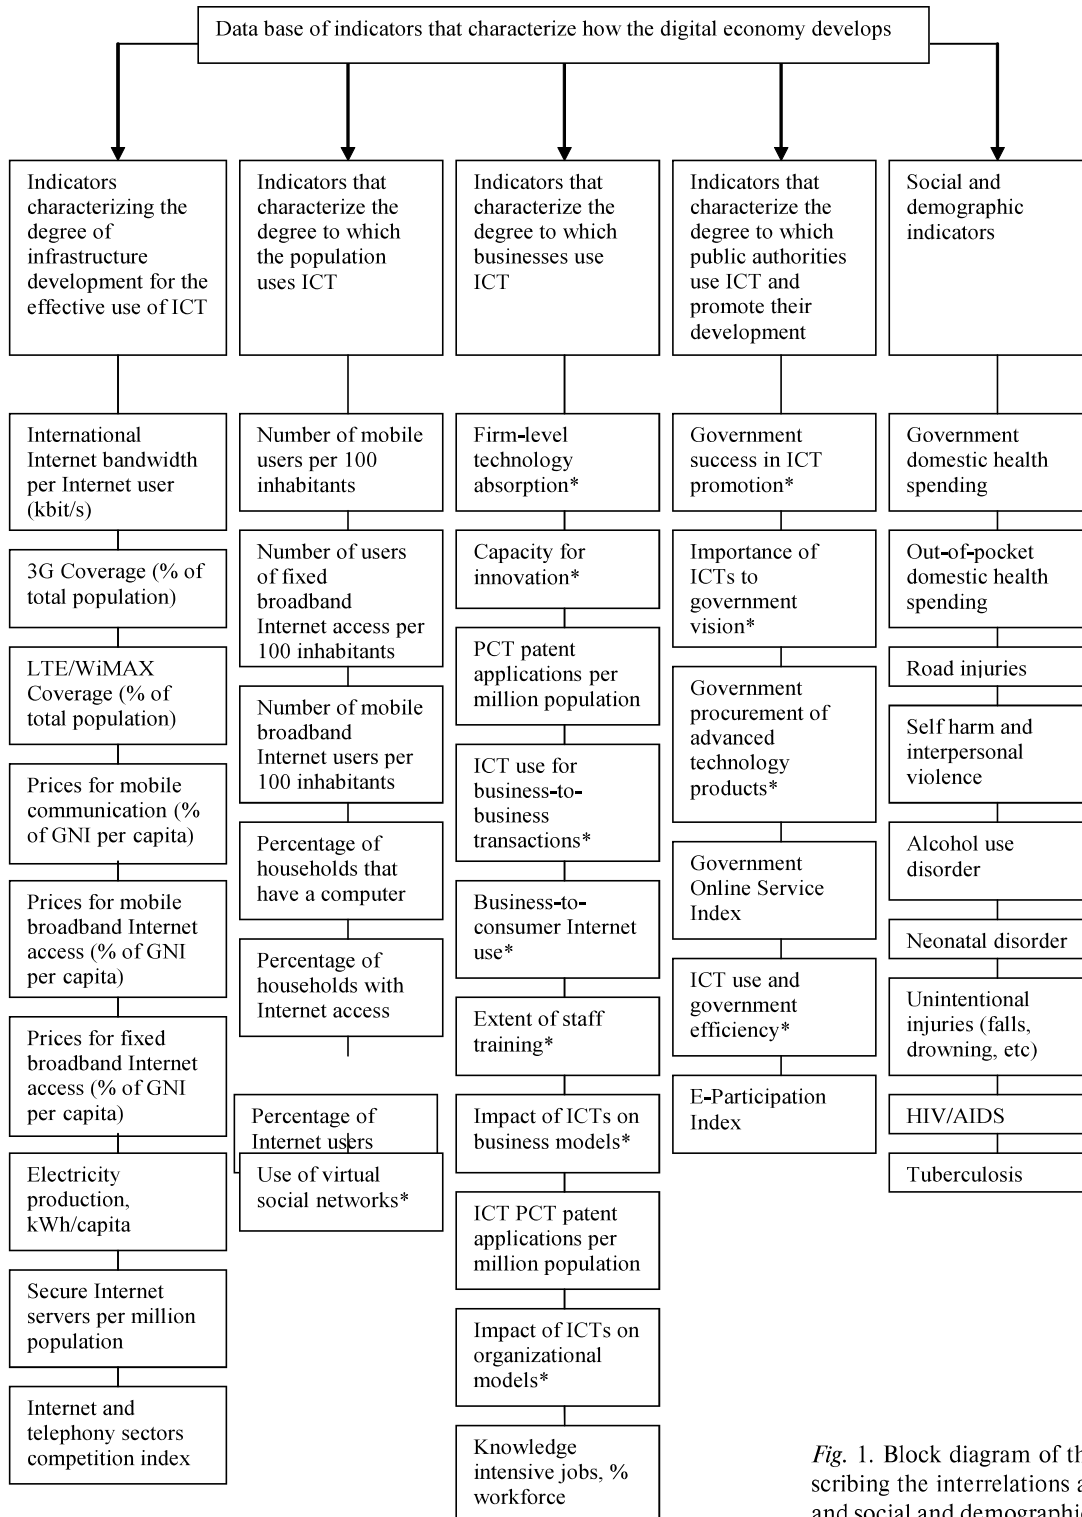 Data base of indicators that characterize how the digital economy develops
Indicators
characterizing the
degree of
infrastructure
development for the
effective use of ICT
Indicators that
characterize the
degree to which
the population
uses ICT
Indicators that
characterize the
degree to which
businesses use
ICT
Indicators that
characterize the
degree to which
public authorities
use ICT and
promote their
development
Social and
demographic
indicators
International
Internet bandwidth
per Internet user
(kbit/s)
3G Coverage (% of
total population)
LTE/WiMAX
Coverage (% of
total population)
Prices for mobile
communication (%
of GNI per capita)
Prices for mobile
broadband Internet
access (% of GNI
per capita)
Prices for fixed
broadband Internet
access (% of GNI
per capita)
Electricity
production,
kWh/capita
Secure Internet
servers per million
population
Internet and
telephony sectors
competition index
Number of mobile
users per 100
inhabitants
Number of users
of fixed
broadband
Internet access per
100 inhabitants
Number of mobile
broadband
Internet users per
100 inhabitants
Percentage of
households that
have a computer
Percentage of
households with
Internet access
Percentage of
Internet users
Use of virtual
social networks*
Firm-level
technology
absorption*
Capacity for
innovation*
PCT patent
applications per
million population
ICT use for
business-to-
business
transactions*
Business-to-
consumer Internet
use*
Extent of staff
training*
Impact of ICTs on
business models*
ICT PCT patent
applications per
million population
Impact of ICTs on
organizational
models*
Knowledge
intensive jobs, %
workforce
Government
success in ICT
promotion*
Importance of
ICTs to
government
vision*
Government
procurement of
advanced
technology
products*
Government
Online Service
Index
ICT use and
government
efficiency*
E-Participation
Index
Government
domestic health
spending
Out-of-pocket
domestic health
spending
Road injuries
Self harm and
interpersonal
violence
Alcohol use
disorder
Neonatal disorder
Unintentional
injuries (falls,
drowning, etc)
HIV/AIDS
Tuberculosis
Fig. 1. Block diagram of th
scribing the interrelations a
and social and demographic